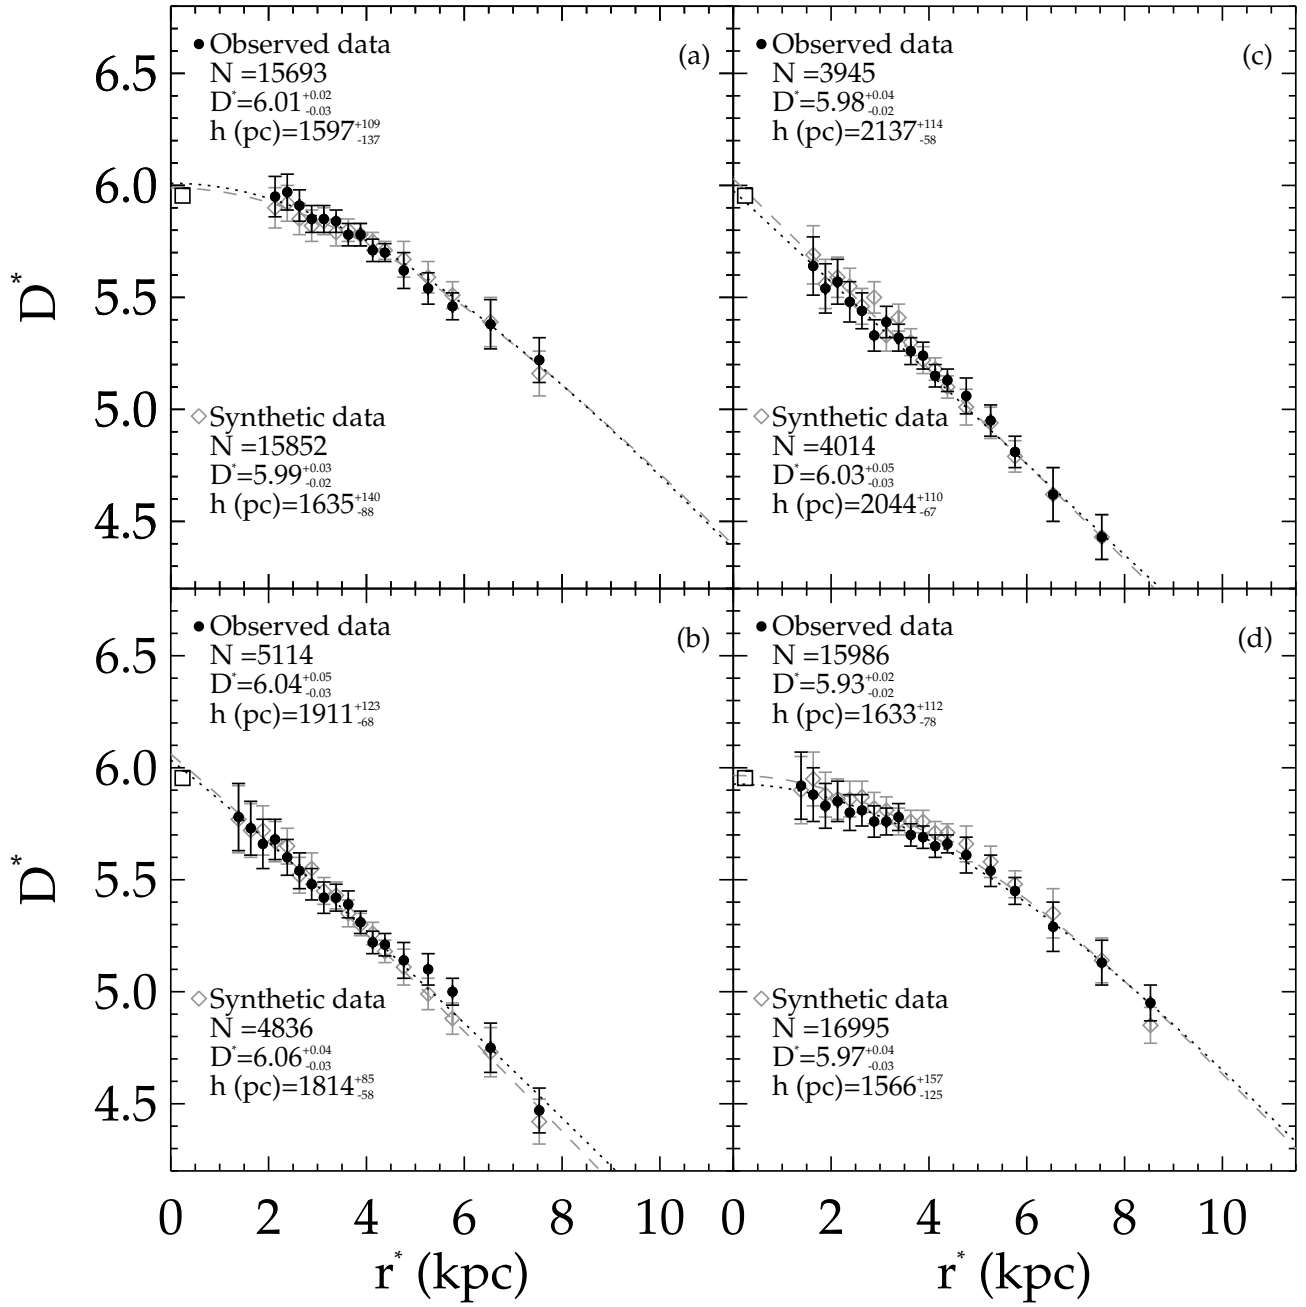 ● Observed data
N =15693
D*=6.01 +0.02 -0.03
h (pc)=1597 +109 -137
(a)
◇ Synthetic data
N =15852
D*=5.99 +0.03 -0.02
h (pc)=1635 +140 -88
● Observed data
N =3945
D*=5.98 +0.04 -0.02
h (pc)=2137 +114 -58
(c)
◇ Synthetic data
N =4014
D*=6.03 +0.05 -0.03
h (pc)=2044 +110 -67
6.5
6.0
5.5
5.0
4.5
D*
● Observed data
N =5114
D*=6.04 +0.05 -0.03
h (pc)=1911 +123 -68
(b)
◇ Synthetic data
N =4836
D*=6.06 +0.04 -0.03
h (pc)=1814 +85 -58
● Observed data
N =15986
D*=5.93 +0.02 -0.02
h (pc)=1633 +112 -78
(d)
◇ Synthetic data
N =16995
D*=5.97 +0.04 -0.03
h (pc)=1566 +157 -125
6.5
6.0
5.5
5.0
4.5
D*
0 2 4 6 8 10 0 2 4 6 8 10
r* (kpc) r* (kpc)